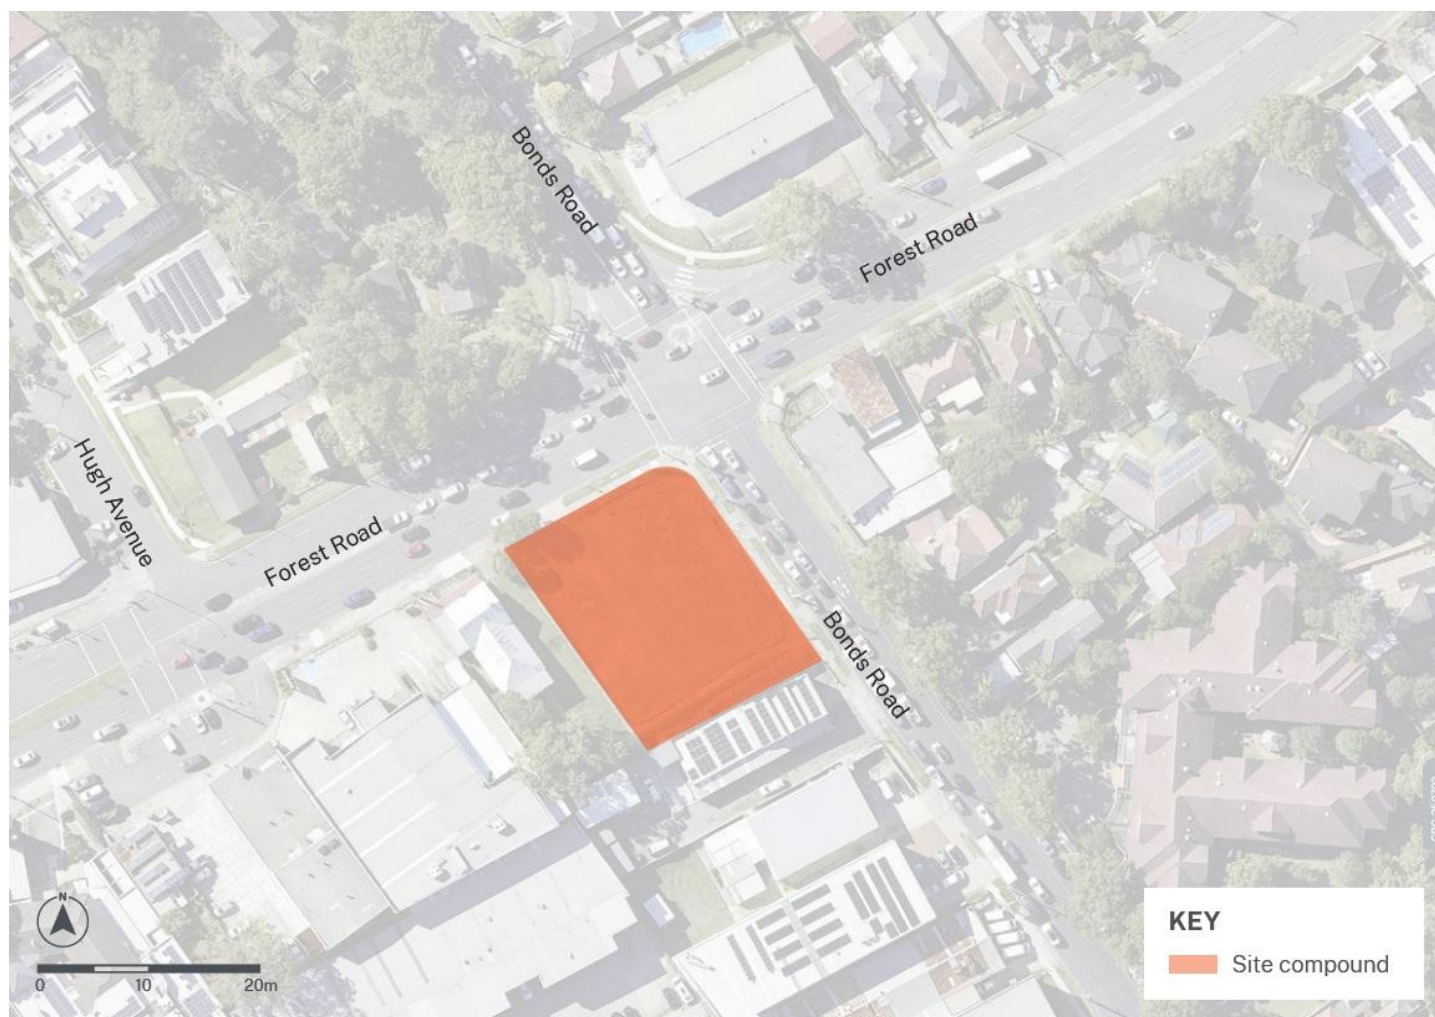 Bonds Road
Forest Road
Hugh Avenue
Forest Road
Bonds Road
N
0 10 20m
KEY
Site compound